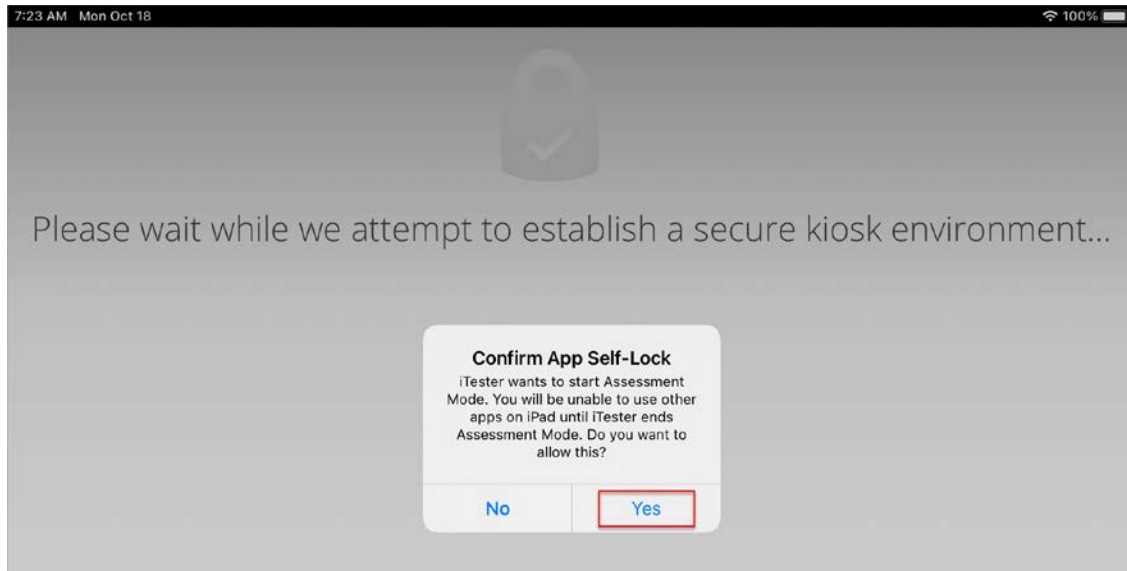 7:23 AM Mon Oct 18
100%
Please wait while we attempt to establish a secure kiosk environment...
Confirm App Self-Lock
iTester wants to start Assessment
Mode. You will be unable to use other
apps on iPad until iTester ends
Assessment Mode. Do you want to
allow this?
No
Yes